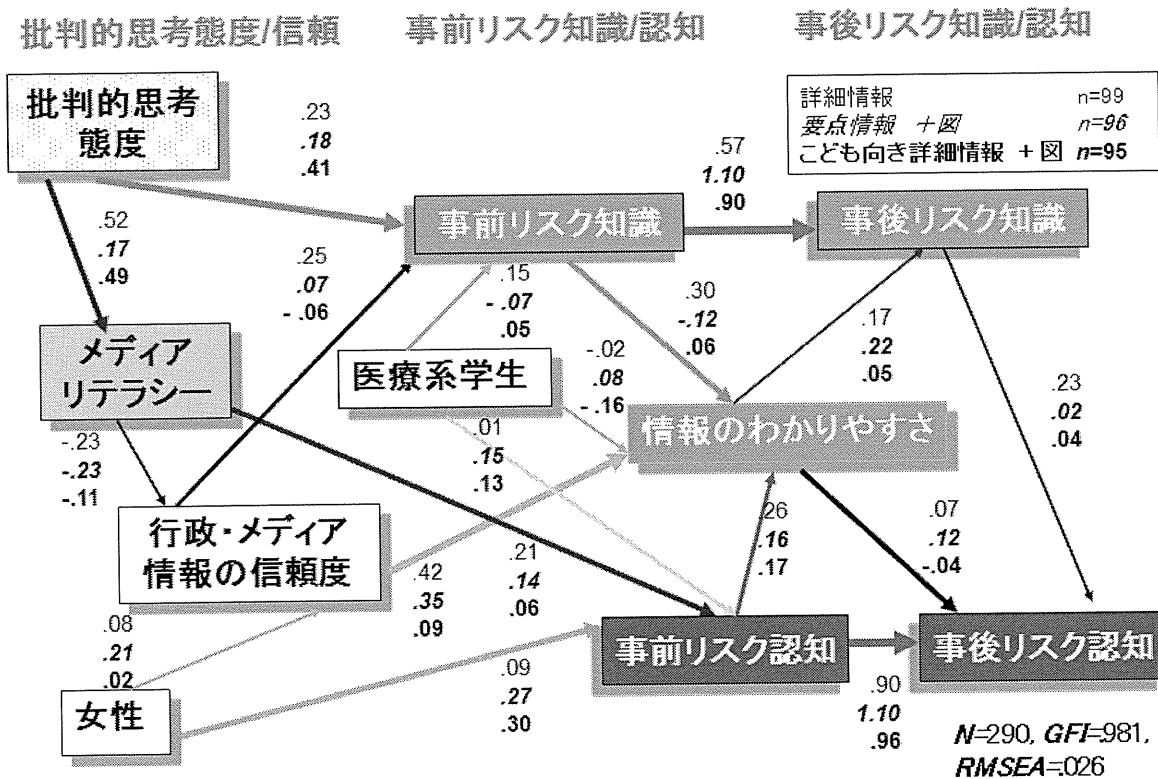 批判的思考態度/信頼
事前リスク知識/認知
事後リスク知識/認知
批判的思考
態度
.23
.18
.41
.57
1.10
.90
詳細情報 n=99
要点情報 +図 n=96
こども向き詳細情報 +図 n=95
事前リスク知識
事後リスク知識
.52
.17
.49
.25
.07
-.06
.15
-.07
.05
.30
-.12
.06
.17
.22
.05
メディア
リテラシー
医療系学生
-.02
.08
-.16
情報のわかりやすさ
.23
.02
.04
-.23
-.23
-.11
.01
.15
.13
行政・メディア
情報の信頼度
.42
.35
.09
.21
.14
.06
.26
.16
.17
.07
.12
-.04
.08
.21
.02
女性
.09
.27
.30
事前リスク認知
事後リスク認知
.90
1.10
.96
N=290, GFI=.981,
RMSEA=.026